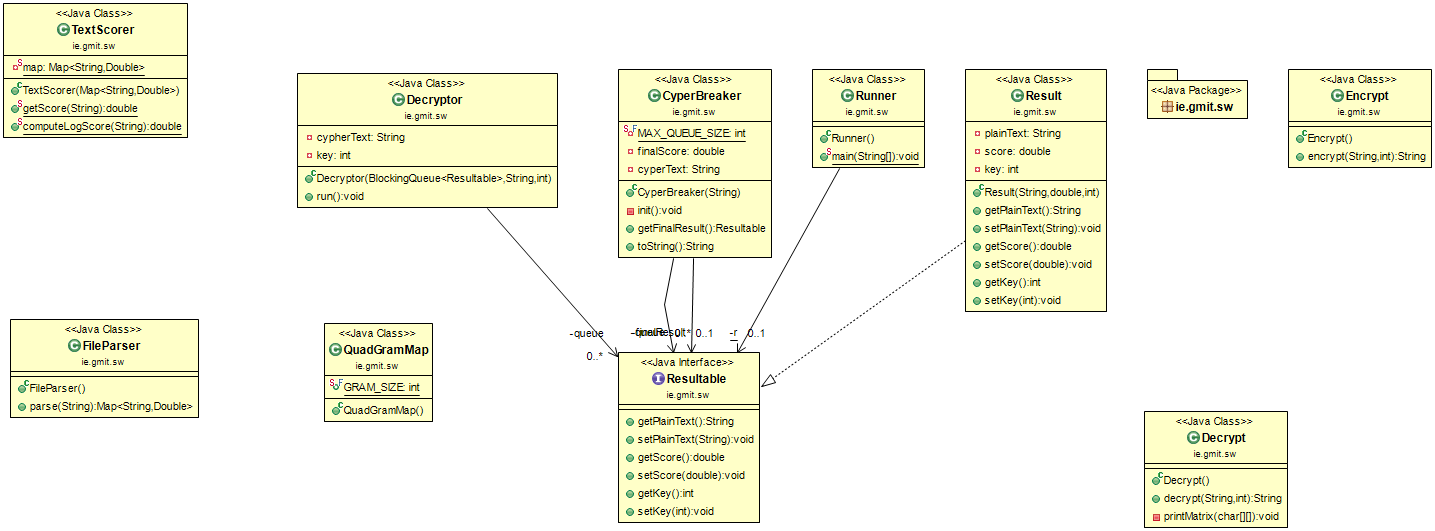 <<Java Class>>
TextScorer
ie.gmit.sw
map: Map<String,Double>
TextScorer(Map<String,Double>)
getScore(String):double
computeLogScore(String):double
<<Java Class>>
Decryptor
ie.gmit.sw
cypherText: String
key: int
Decryptor(BlockingQueue<Resultable>,String,int)
run():void
<<Java Class>>
CyperBreaker
ie.gmit.sw
MAX_QUEUE_SIZE: int
finalScore: double
cyperText: String
CyperBreaker(String)
init():void
getFinalResult():Resultable
toString():String
<<Java Class>>
Runner
ie.gmit.sw
Runner()
main(String[]):void
<<Java Class>>
Result
ie.gmit.sw
plainText: String
score: double
key: int
Result(String,double,int)
getPlainText():String
setPlainText(String):void
getScore():double
setScore(double):void
getKey():int
setKey(int):void
<<Java Package>>
ie.gmit.sw
<<Java Class>>
Encrypt
ie.gmit.sw
Encrypt()
encrypt(String,int):String
<<Java Class>>
FileParser
ie.gmit.sw
FileParser()
parse(String):Map<String,Double>
<<Java Class>>
QuadGramMap
ie.gmit.sw
GRAM_SIZE: int
QuadGramMap()
-queue
0..*
0..1
-r
0..1
<<Java Interface>>
Resultable
ie.gmit.sw
getPlainText():String
setPlainText(String):void
getScore():double
setScore(double):void
getKey():int
setKey(int):void
<<Java Class>>
Decrypt
ie.gmit.sw
Decrypt()
decrypt(String,int):String
printMatrix(char[][]):void